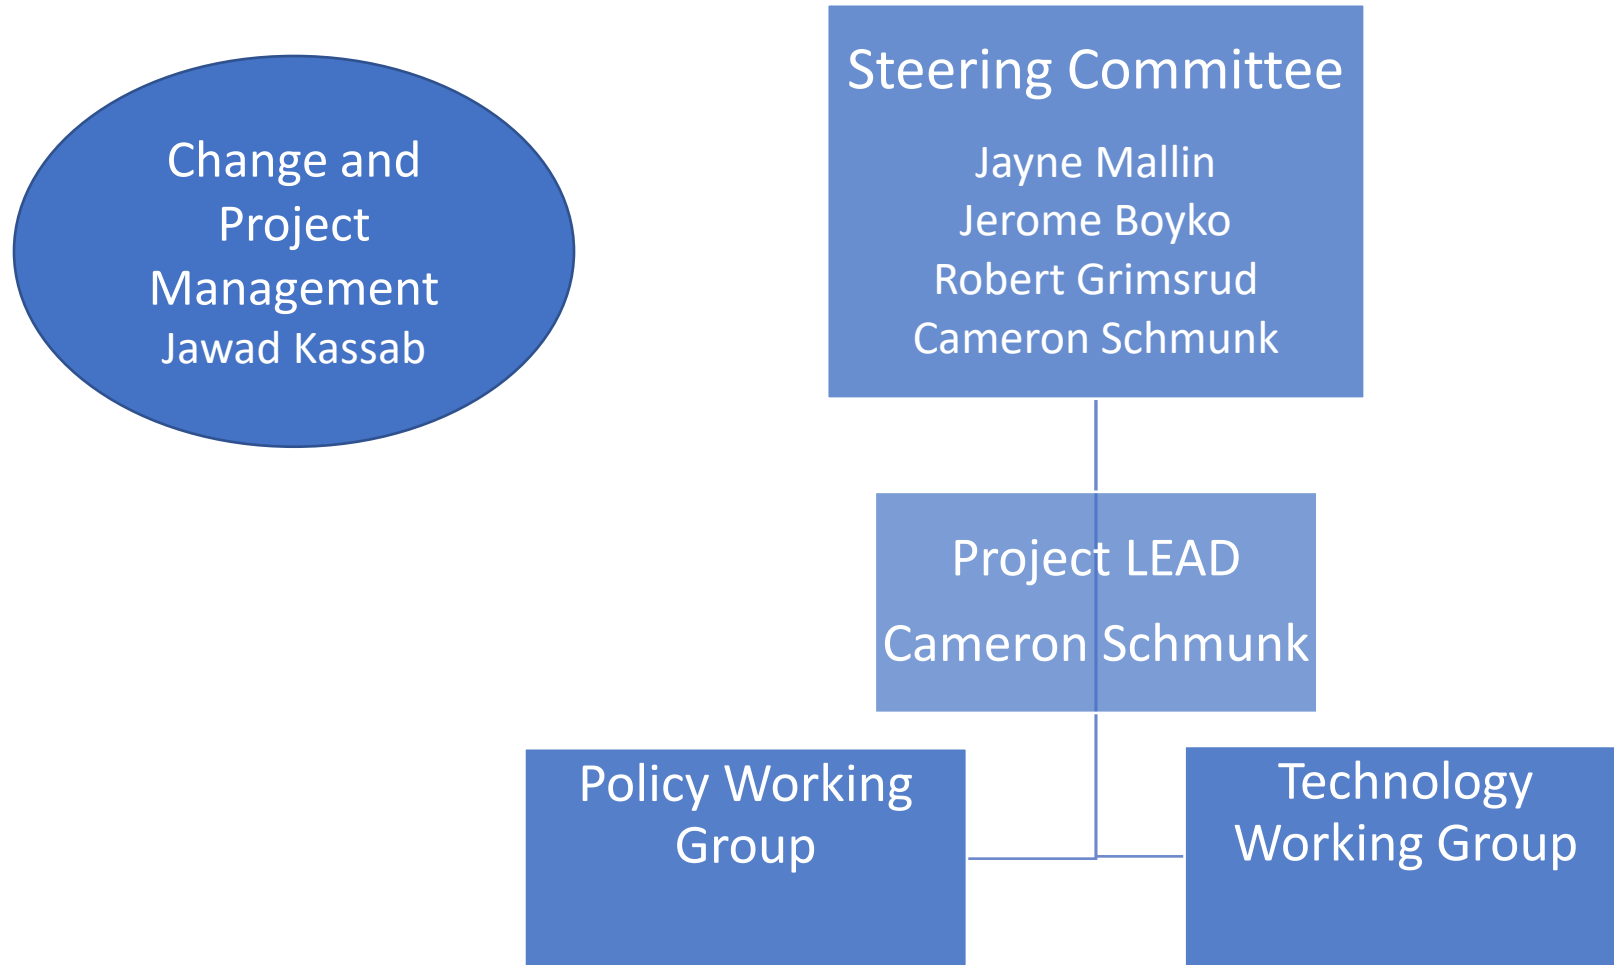 Change and
Project
Management
Jawad Kassab
Steering Committee
Jayne Mallin
Jerome Boyko
Robert Grimsrud
Cameron Schmunk
Project LEAD
Cameron Schmunk
Policy Working
Group
Technology
Working Group